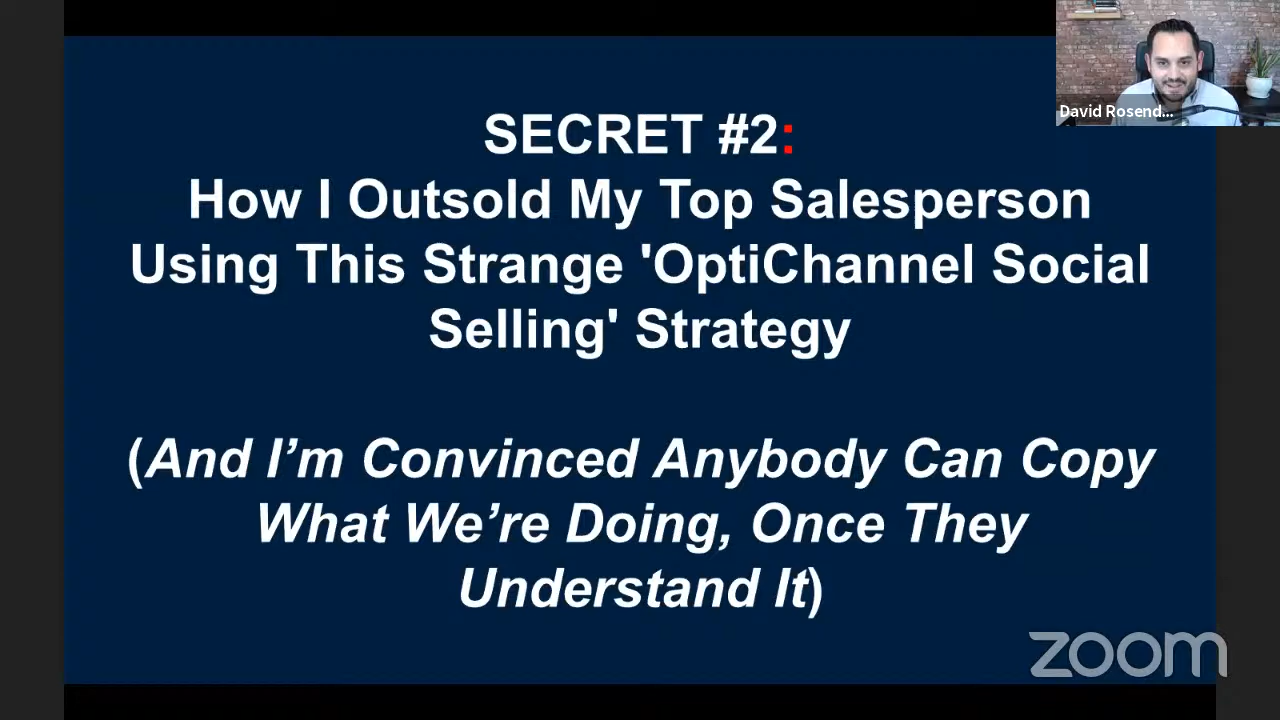 SECRET #2:
How I Outsold My Top Salesperson
Using This Strange 'OptiChannel Social
Selling' Strategy
(And I’m Convinced Anybody Can Copy
What We’re Doing, Once They
Understand It)
David Rosend...
zoom